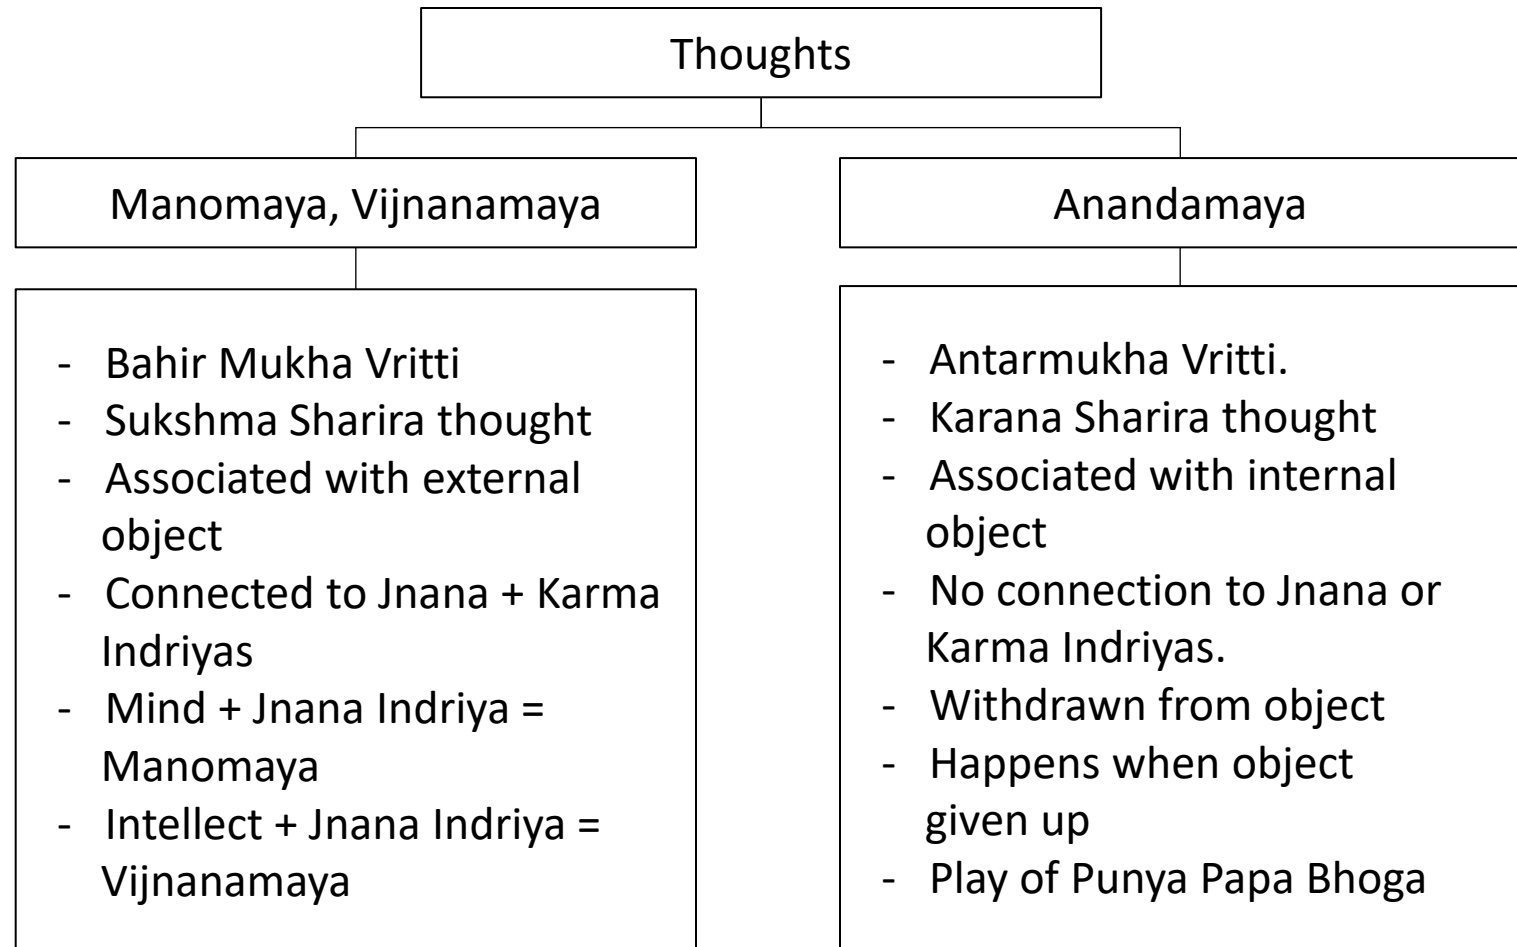 Thoughts
Manomaya, Vijnanamaya
- Bahir Mukha Vritti
- Sukshma Sharira thought
- Associated with external
object
- Connected to Jnana + Karma
Indriyas
- Mind + Jnana Indriya =
Manomaya
- Intellect + Jnana Indriya =
Vijnanamaya
Anandamaya
- Antarmukha Vritti.
- Karana Sharira thought
- Associated with internal
object
- No connection to Jnana or
Karma Indriyas.
- Withdrawn from object
- Happens when object
given up
- Play of Punya Papa Bhoga